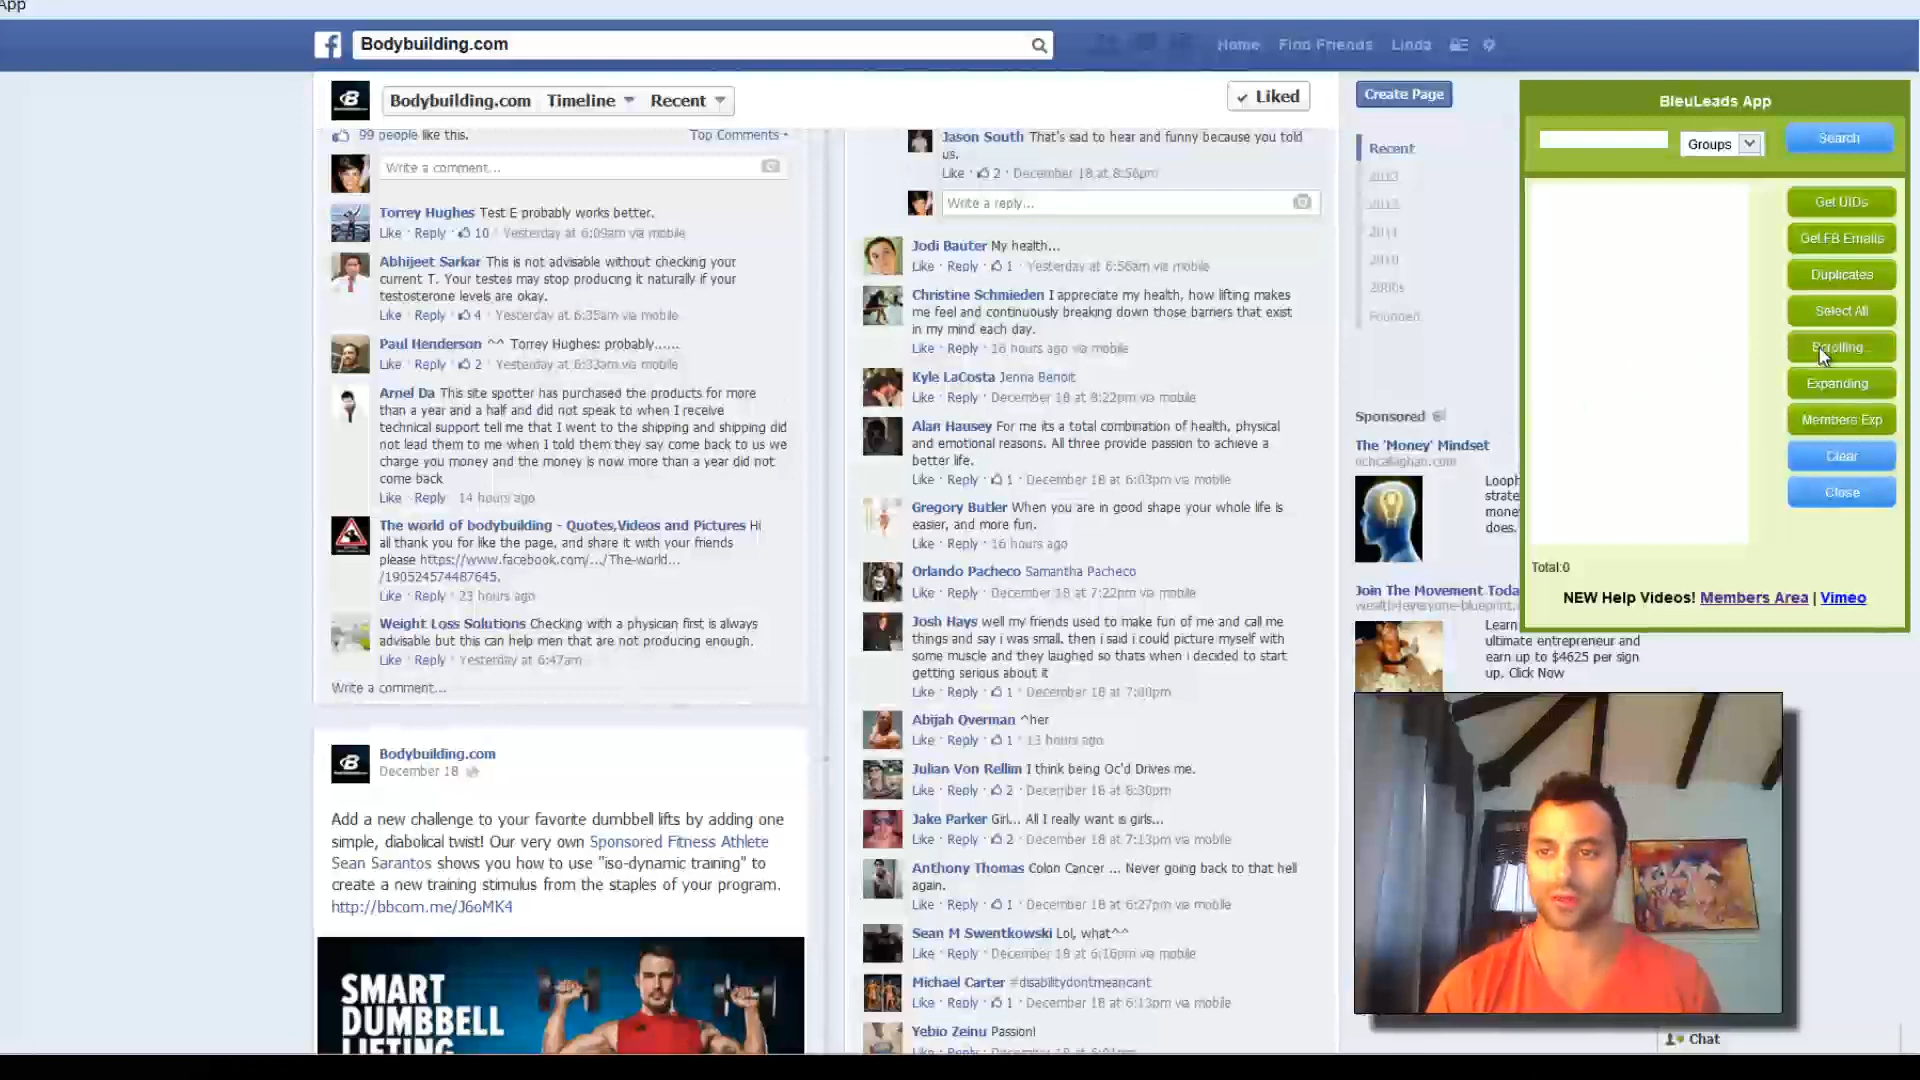 App
Bodybuilding.com
Home Find Friends Linda
Bodybuilding.com Timeline Recent
Liked
99 people like this. Top Comments
Write a comment...
Torrey Hughes Test E probably works better.
Like · Reply · 10 · Yesterday at 6:09am via mobile
Abhijeet Sarkar This is not advisable without checking your
current T. Your testes may stop producing it naturally if your
testosterone levels are okay.
Like · Reply · 4 · Yesterday at 6:35am via mobile
Paul Henderson ^^ Torrey Hughes: probably......
Like · Reply · 2 · Yesterday at 6:33am via mobile
Arnel Da This site spotter has purchased the products for more
than a year and a half and did not speak to when I receive
technical support tell me that I went to the shipping and shipping did
not lead them to me when I told them they say come back to us we
charge you money and the money is now more than a year did not
come back
Like · Reply · 14 hours ago
The world of bodybuilding - Quotes,Videos and Pictures Hi
all thank you for like the page, and share it with your friends
please https://www.facebook.com/.../The-world...
/190524574487645.
Like · Reply · 23 hours ago
Weight Loss Solutions Checking with a physician first is always
advisable but this can help men that are not producing enough.
Like · Reply · Yesterday at 6:47am
Write a comment...
Bodybuilding.com
December 18
Add a new challenge to your favorite dumbbell lifts by adding one
simple, diabolical twist! Our very own Sponsored Fitness Athlete
Sean Sarantos shows you how to use "iso-dynamic training" to
create a new training stimulus from the staples of your program.
http://bbcom.me/J6oMK4
SMART
DUMBBELL
LIFTING
Jason South That's sad to hear and funny because you told
us.
Like · 2 · December 18 at 8:56pm
Write a reply...
Jodi Bauter My health...
Like · Reply · 1 · Yesterday at 6:56am via mobile
Christine Schmieden I appreciate my health, how lifting makes
me feel and continuously breaking down those barriers that exist
in my mind each day.
Like · Reply · 16 hours ago via mobile
Kyle LaCosta Jenna Benoit
Like · Reply · December 18 at 8:22pm via mobile
Alan Hausey For me its a total combination of health, physical
and emotional reasons. All three provide passion to achieve a
better life.
Like · Reply · 1 · December 18 at 6:03pm via mobile
Gregory Butler When you are in good shape your whole life is
easier, and more fun.
Like · Reply · 16 hours ago
Orlando Pacheco Samantha Pacheco
Like · Reply · December 18 at 7:22pm via mobile
Josh Hays well my friends used to make fun of me and call me
things and say i was small. then i said i could picture myself with
some muscle and they laughed so thats when i decided to start
getting serious about it
Like · Reply · 1 · December 18 at 7:00pm
Abijah Overman ^her
Like · Reply · 1 · 13 hours ago
Julian Von Rellim I think being Oc'd Drives me.
Like · Reply · 2 · December 18 at 6:30pm
Jake Parker Girl... All I really want is girls...
Like · Reply · 2 · December 18 at 7:13pm via mobile
Anthony Thomas Colon Cancer ... Never going back to that hell
again.
Like · Reply · 1 · December 18 at 6:27pm via mobile
Sean M Swentkowski Lol, what^^
Like · Reply · December 18 at 6:16pm via mobile
Michael Carter #disabilitydontmeancant
Like · Reply · 1 · December 18 at 6:13pm via mobile
Yebio Zeinu Passion!
Create Page
Recent
2013
2012
2011
2010
2000s
Founded
Sponsored
The 'Money' Mindset
richcallaghan.com
Looph
strate
money
does.
Join The Movement Toda
Learn
ultimate entrepreneur and
earn up to $4625 per sign
up. Click Now
BleuLeads App
Groups Search
Get UIDs
Get FB Emails
Duplicates
Select All
Scrolling...
Expanding
Members Exp
Clear
Close
Total:0
NEW Help Videos! Members Area | Vimeo
Chat